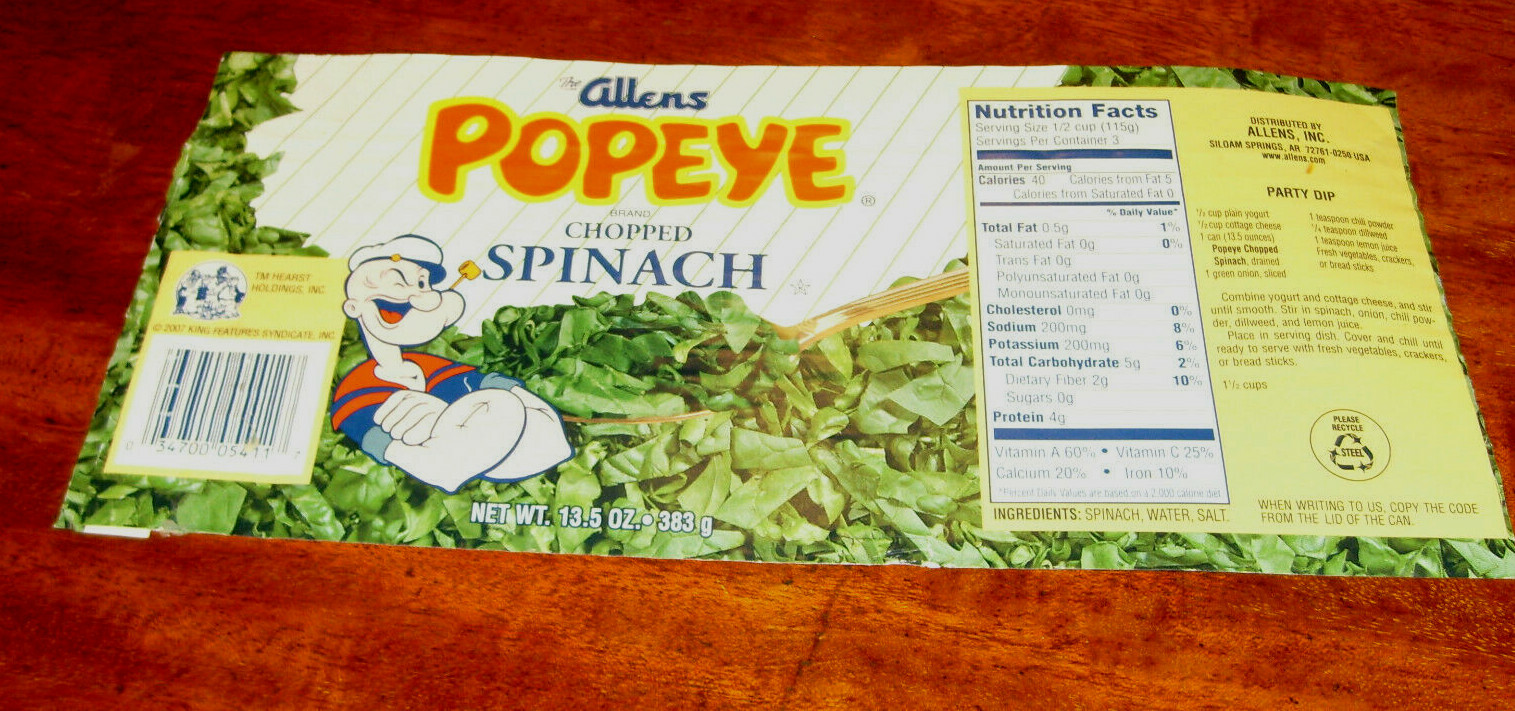 The Allens
POPEYE®
BRAND
CHOPPED
SPINACH
NET WT. 13.5 OZ. • 383 g
TM HEARST
HOLDINGS, INC.
© 2007 KING FEATURES SYNDICATE, INC.
0 34700 05411 7
Nutrition Facts
Serving Size 1/2 cup (115g)
Servings Per Container 3
Amount Per Serving
Calories 40 Calories from Fat 5
Calories from Saturated Fat 0
% Daily Value*
Total Fat 0.5g 1%
Saturated Fat 0g 0%
Trans Fat 0g
Polyunsaturated Fat 0g
Monounsaturated Fat 0g
Cholesterol 0mg 0%
Sodium 200mg 8%
Potassium 200mg 6%
Total Carbohydrate 5g 2%
Dietary Fiber 2g 10%
Sugars 0g
Protein 4g
Vitamin A 60% • Vitamin C 25%
Calcium 20% • Iron 10%
*Percent Daily Values are based on a 2,000 calorie diet.
INGREDIENTS: SPINACH, WATER, SALT.
DISTRIBUTED BY
ALLENS, INC.
SILOAM SPRINGS, AR 72761-0250 USA
www.allens.com
PARTY DIP
1/2 cup plain yogurt
1/2 cup cottage cheese
1 can (13.5 ounces)
Popeye Chopped
Spinach, drained
1 green onion, sliced
1 teaspoon chili powder
1/4 teaspoon dillweed
1 teaspoon lemon juice
Fresh vegetables, crackers,
or bread sticks
Combine yogurt and cottage cheese, and stir
until smooth. Stir in spinach, onion, chili pow-
der, dillweed, and lemon juice.
Place in serving dish. Cover and chill until
ready to serve with fresh vegetables, crackers,
or bread sticks.
1 1/2 cups
PLEASE
RECYCLE
STEEL
WHEN WRITING TO US, COPY THE CODE
FROM THE LID OF THE CAN.